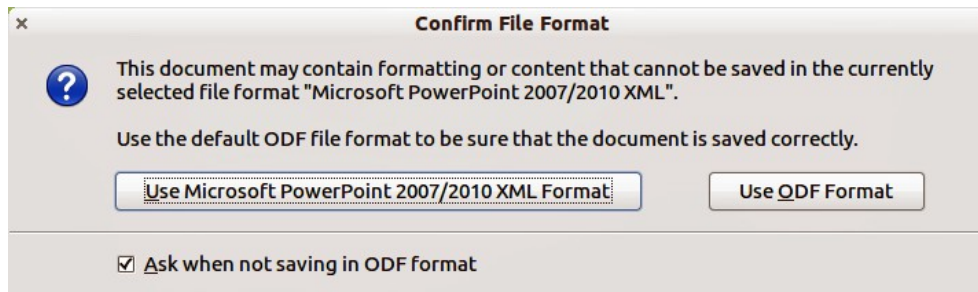 Confirm File Format
This document may contain formatting or content that cannot be saved in the currently
selected file format "Microsoft PowerPoint 2007/2010 XML".
Use the default ODF file format to be sure that the document is saved correctly.
Use Microsoft PowerPoint 2007/2010 XML Format
Use ODF Format
Ask when not saving in ODF format